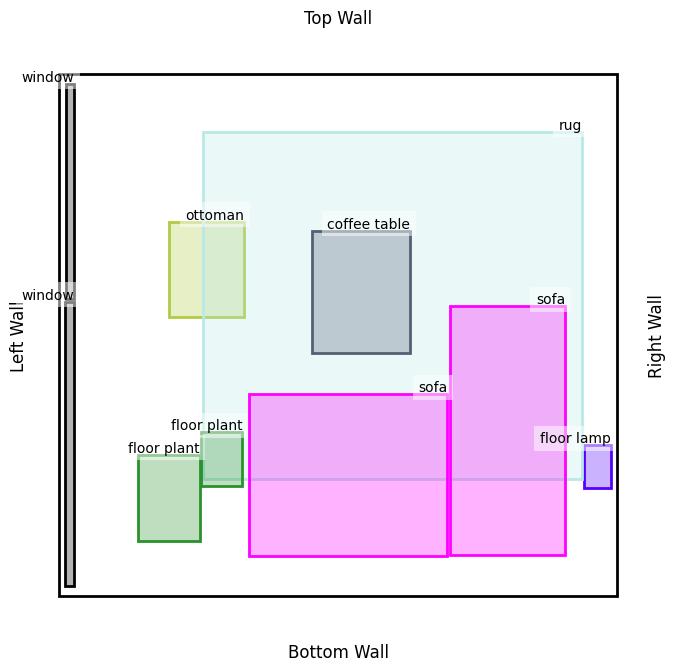 Top Wall
window
rug
ottoman
coffee table
window
sofa
Left Wall
Right Wall
sofa
floor plant
floor lamp
floor plant
Bottom Wall